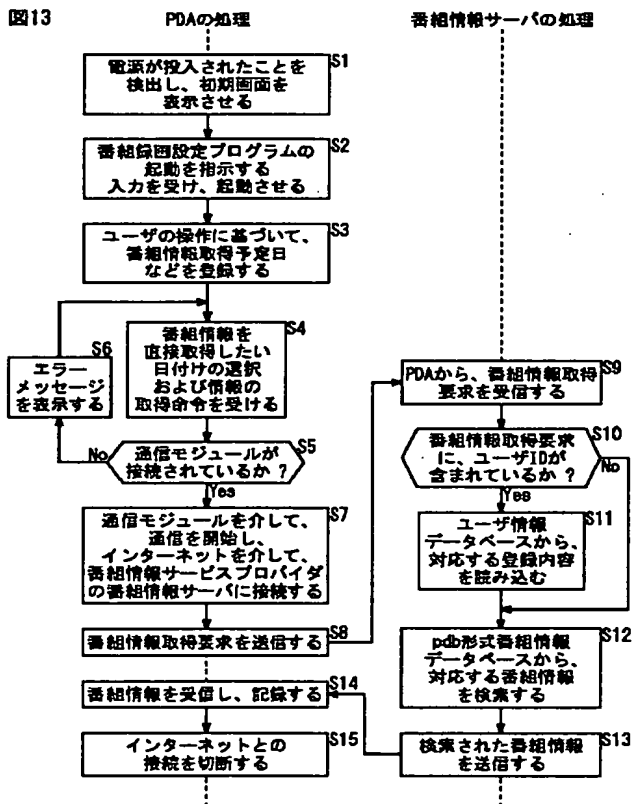 図13
PDAの処理
番組情報サーバの処理
S1
電源が投入されたことを
検出し、初期画面を
表示させる
S2
番組録画設定プログラムの
起動を指示する
入力を受け、起動させる
S3
ユーザの操作に基づいて、
番組情報取得予定日
などを登録する
S4
番組情報を
直接取得したい
日付けの選択
および情報の
取得命令を受ける
S6
エラー
メッセージ
を表示する
S5
通信モジュールが
接続されているか？
No
Yes
S7
通信モジュールを介して、
通信を開始し、
インターネットを介して、
番組情報サービスプロバイダ
の番組情報サーバに接続する
S8
番組情報取得要求を送信する
S9
PDAから、番組情報取得
要求を受信する
S10
番組情報取得要求
に、ユーザIDが
含まれているか？
No
Yes
S11
ユーザ情報
データベースから、
対応する登録内容
を読み込む
S12
pdb形式番組情報
データベースから、
対応する番組情報
を検索する
S13
検索された番組情報
を送信する
S14
番組情報を受信し、記録する
S15
インターネットとの
接続を切断する